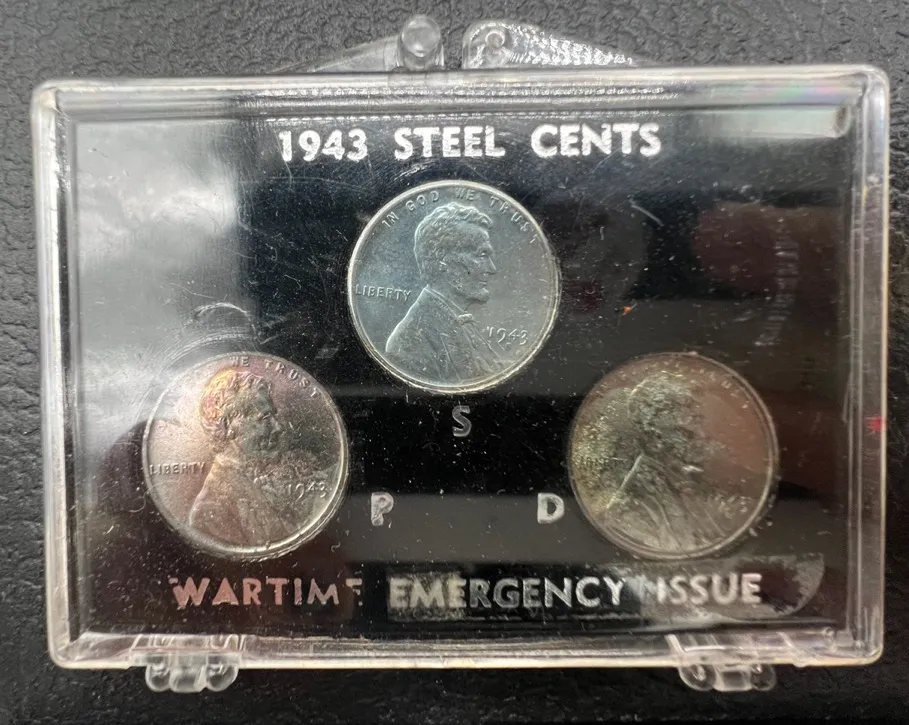 1943 STEEL CENTS
IN GOD WE TRUST
LIBERTY
1943
S
WE TRUST
LIBERTY
1943
P
D
WARTIME EMERGENCY ISSUE